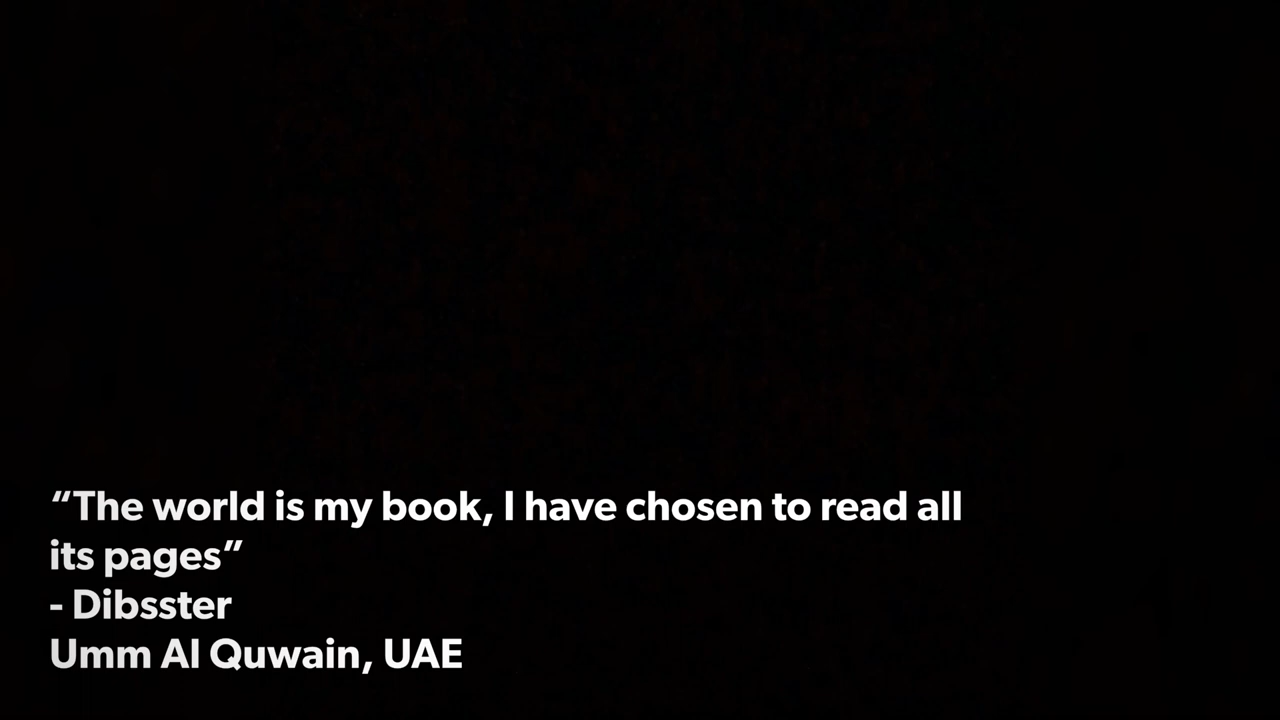 “The world is my book, I have chosen to read all
its pages”
- Dibsster
Umm Al Quwain, UAE